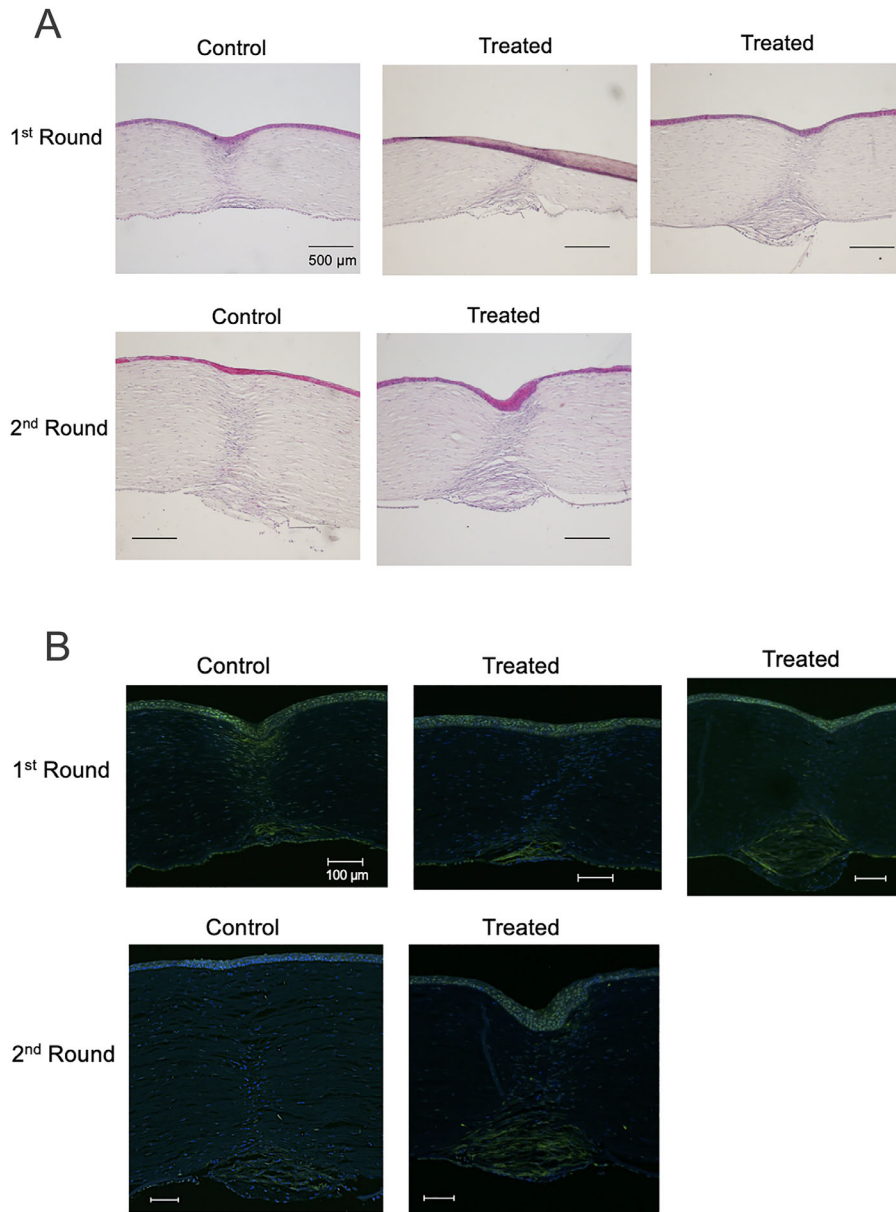 A
Control
Treated
Treated
1st Round
500 µm
Control
Treated
2nd Round
B
Control
Treated
Treated
1st Round
100 µm
Control
Treated
2nd Round